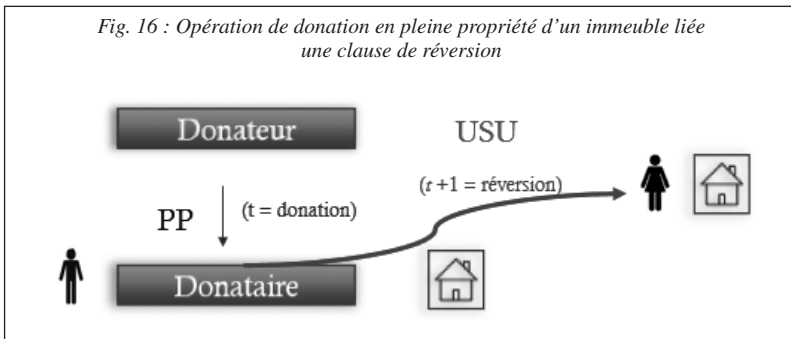 Fig. 16 : Opération de donation en pleine propriété d’un immeuble liée
une clause de réversion
Donateur
USU
(t +1 = réversion)
PP
(t = donation)
Donataire